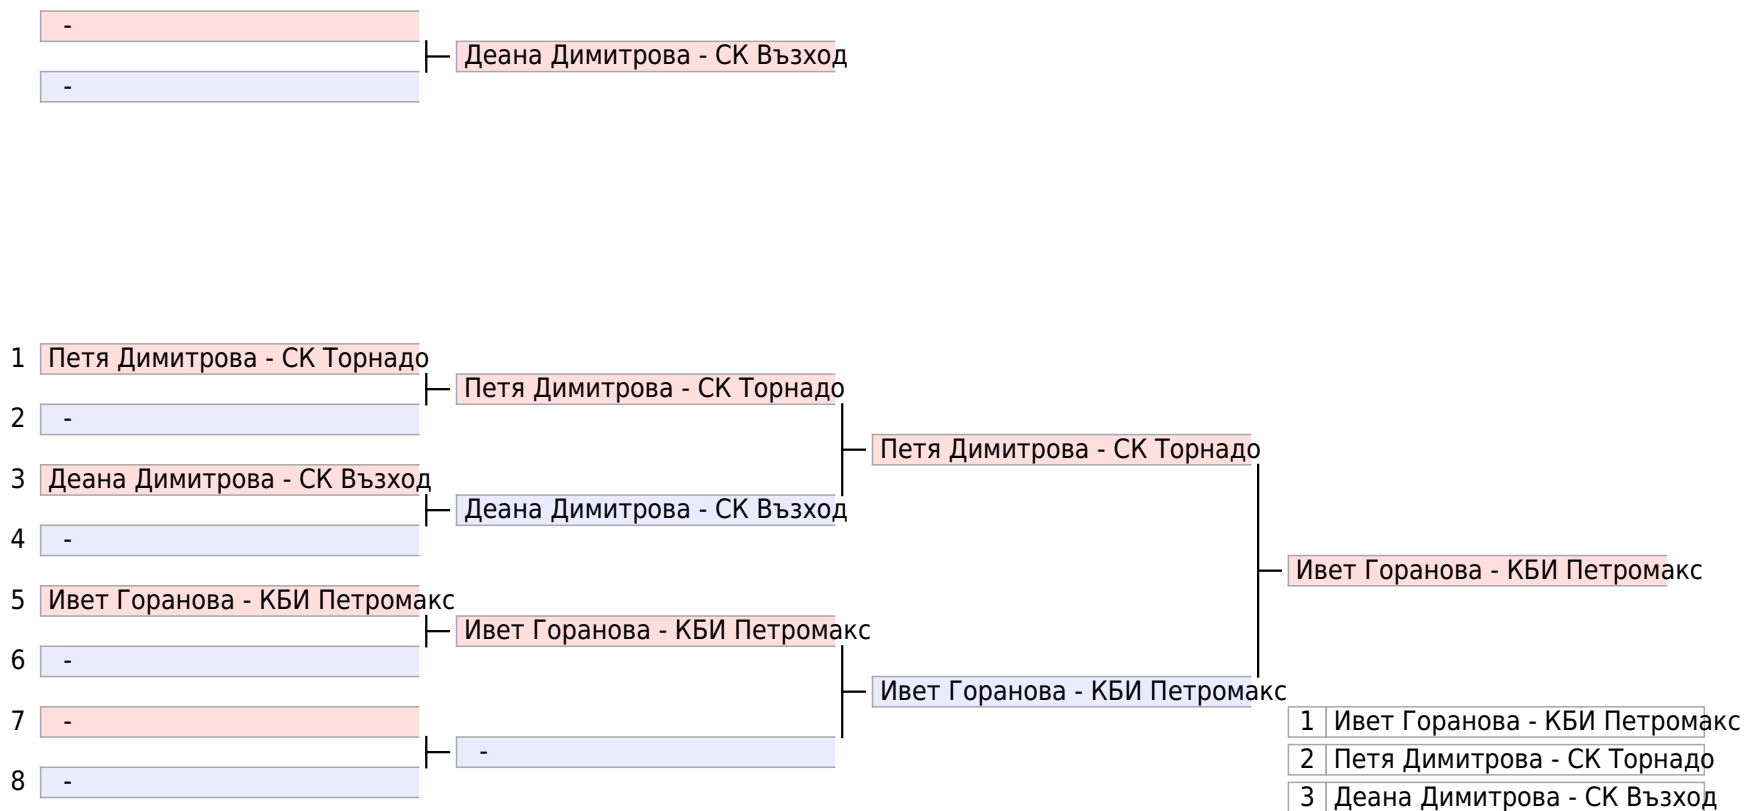 -
Деана Димитрова - СК Възход
-
1 Петя Димитрова - СК Торнадо
Петя Димитрова - СК Торнадо
2 -
Петя Димитрова - СК Торнадо
3 Деана Димитрова - СК Възход
Деана Димитрова - СК Възход
4 -
Ивет Горанова - КБИ Петромакс
5 Ивет Горанова - КБИ Петромакс
Ивет Горанова - КБИ Петромакс
6 -
Ивет Горанова - КБИ Петромакс
7 -
-
8 -
1 Ивет Горанова - КБИ Петромакс
2 Петя Димитрова - СК Торнадо
3 Деана Димитрова - СК Възход